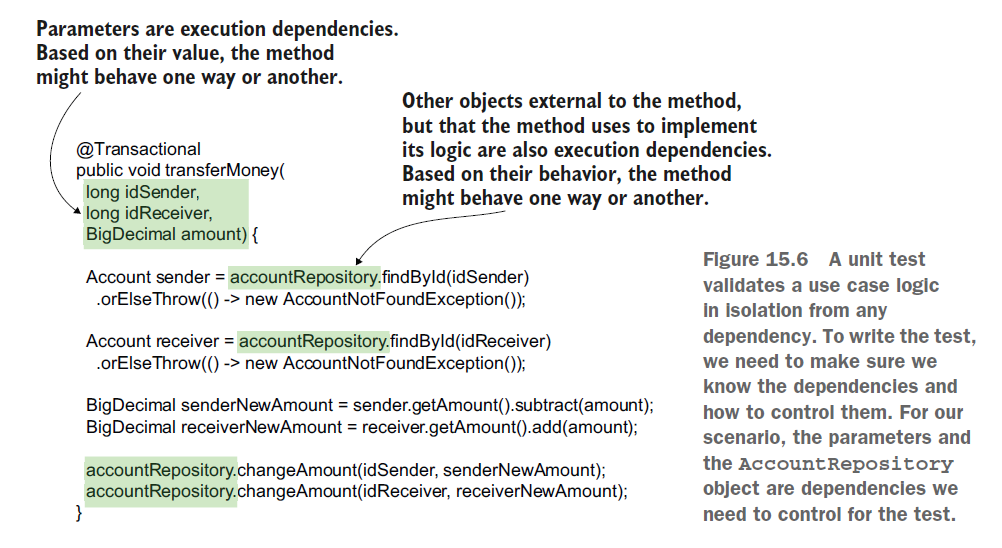 Parameters are execution dependencies.
Based on their value, the method
might behave one way or another.
Other objects external to the method,
but that the method uses to implement
its logic are also execution dependencies.
Based on their behavior, the method
might behave one way or another.
@Transactional
public void transferMoney(
long idSender,
long idReceiver,
BigDecimal amount) {
Account sender = accountRepository.findById(idSender)
.orElseThrow(() -> new AccountNotFoundException());
Account receiver = accountRepository.findById(idReceiver)
.orElseThrow(() -> new AccountNotFoundException());
BigDecimal senderNewAmount = sender.getAmount().subtract(amount);
BigDecimal receiverNewAmount = receiver.getAmount().add(amount);
accountRepository.changeAmount(idSender, senderNewAmount);
accountRepository.changeAmount(idReceiver, receiverNewAmount);
}
Figure 15.6 A unit test
validates a use case logic
in isolation from any
dependency. To write the test,
we need to make sure we
know the dependencies and
how to control them. For our
scenario, the parameters and
the AccountRepository
object are dependencies we
need to control for the test.